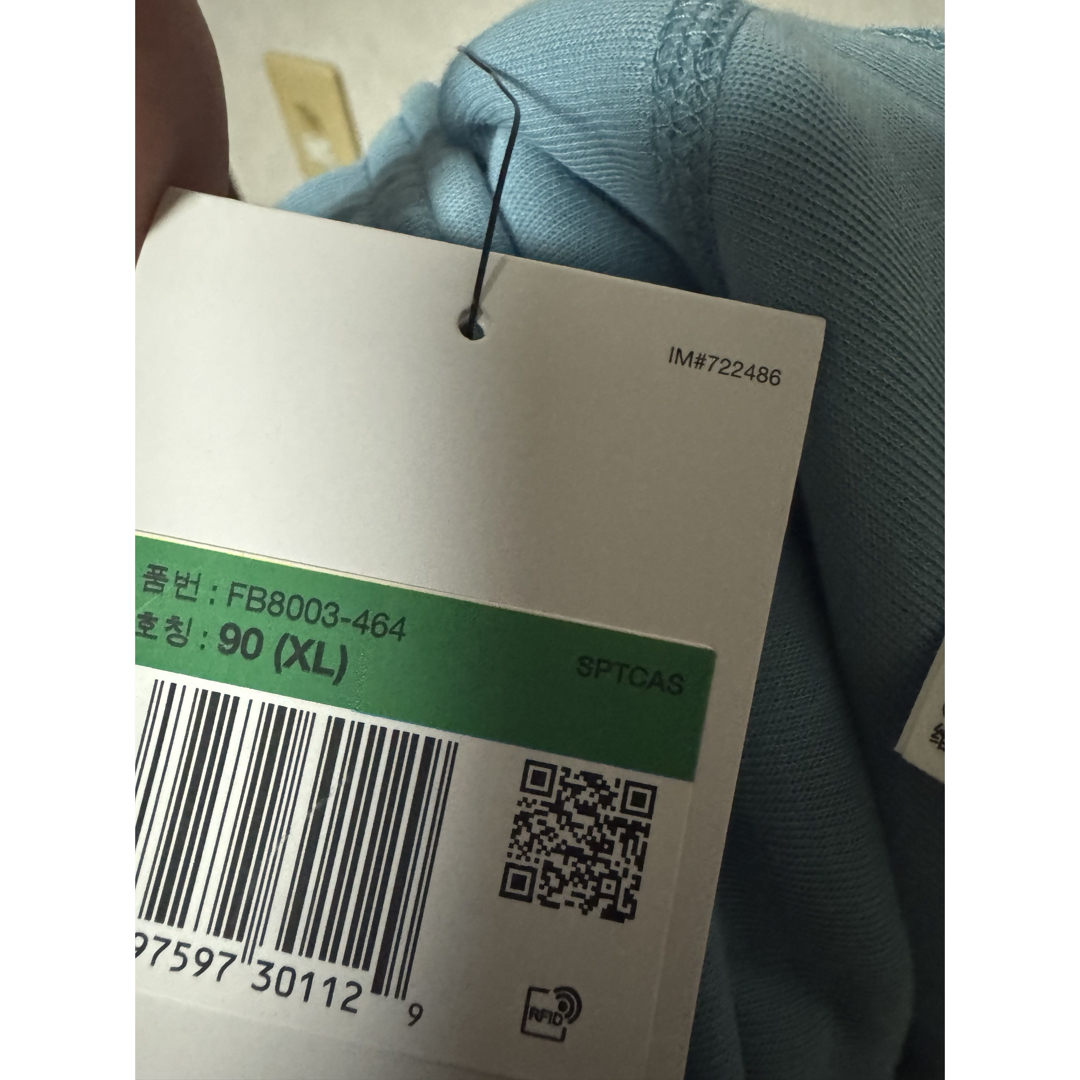 IM#722486
품번 : FB8003-464
호칭 : 90 (XL)
SPTCAS
97597 30112 9
RFID